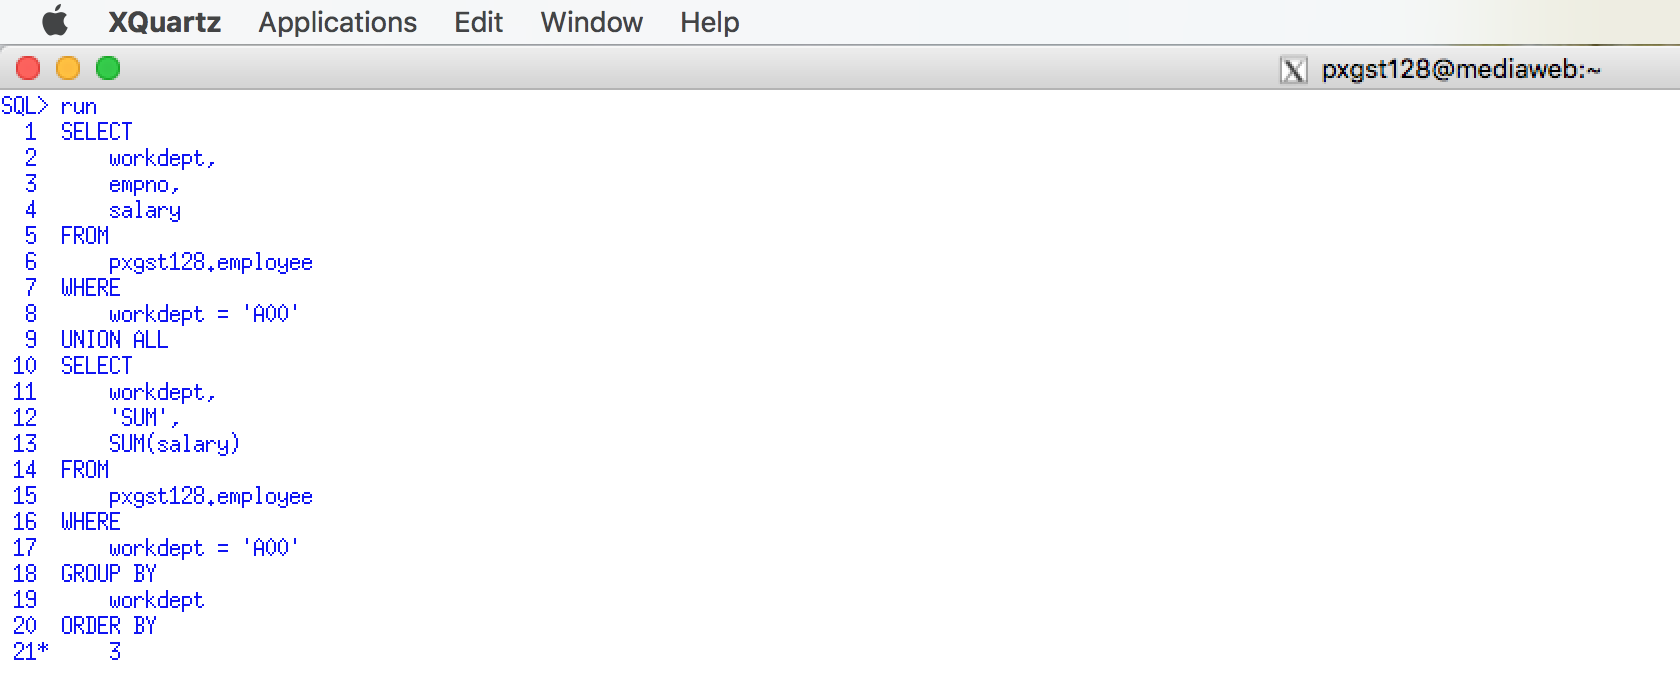 XQuartz Applications Edit Window Help
X pxgst128@mediaweb:~
SQL> run
  1  SELECT
  2      workdept,
  3      empno,
  4      salary
  5  FROM
  6      pxgst128.employee
  7  WHERE
  8      workdept = 'A00'
  9  UNION ALL
 10  SELECT
 11      workdept,
 12      'SUM',
 13      SUM(salary)
 14  FROM
 15      pxgst128.employee
 16  WHERE
 17      workdept = 'A00'
 18  GROUP BY
 19      workdept
 20  ORDER BY
 21*     3